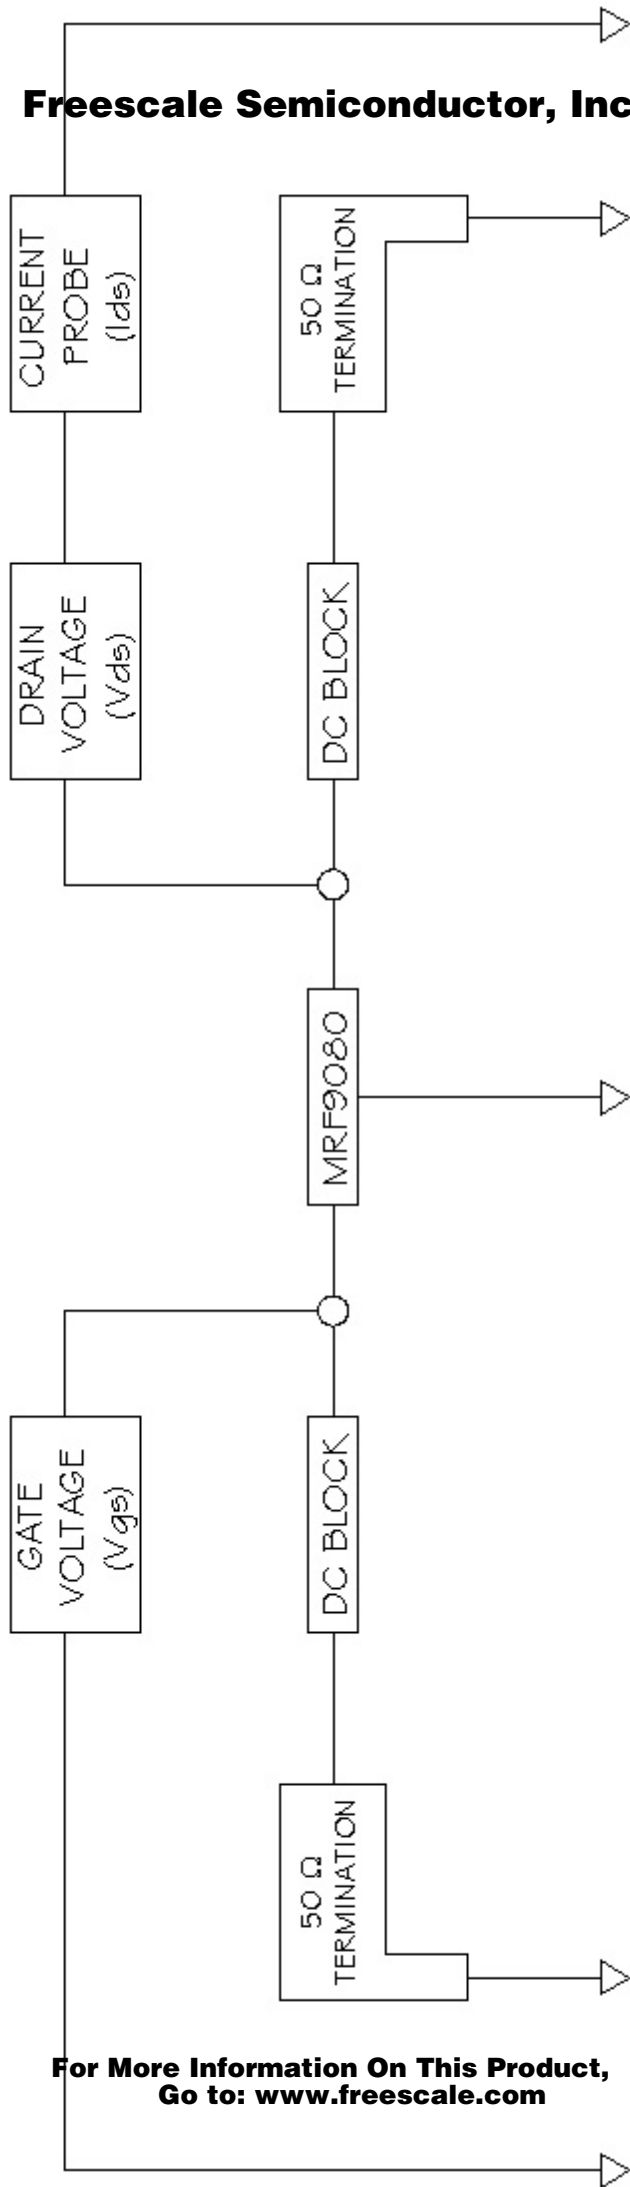 Freescale Semiconductor, Inc
CURRENT
PROBE
(Ids)
50 Ω
TERMINATION
DRAIN
VOLTAGE
(Vds)
DC BLOCK
MRF9080
GATE
VOLTAGE
(Vgs)
DC BLOCK
50 Ω
TERMINATION
For More Information On This Product,
Go to: www.freescale.com